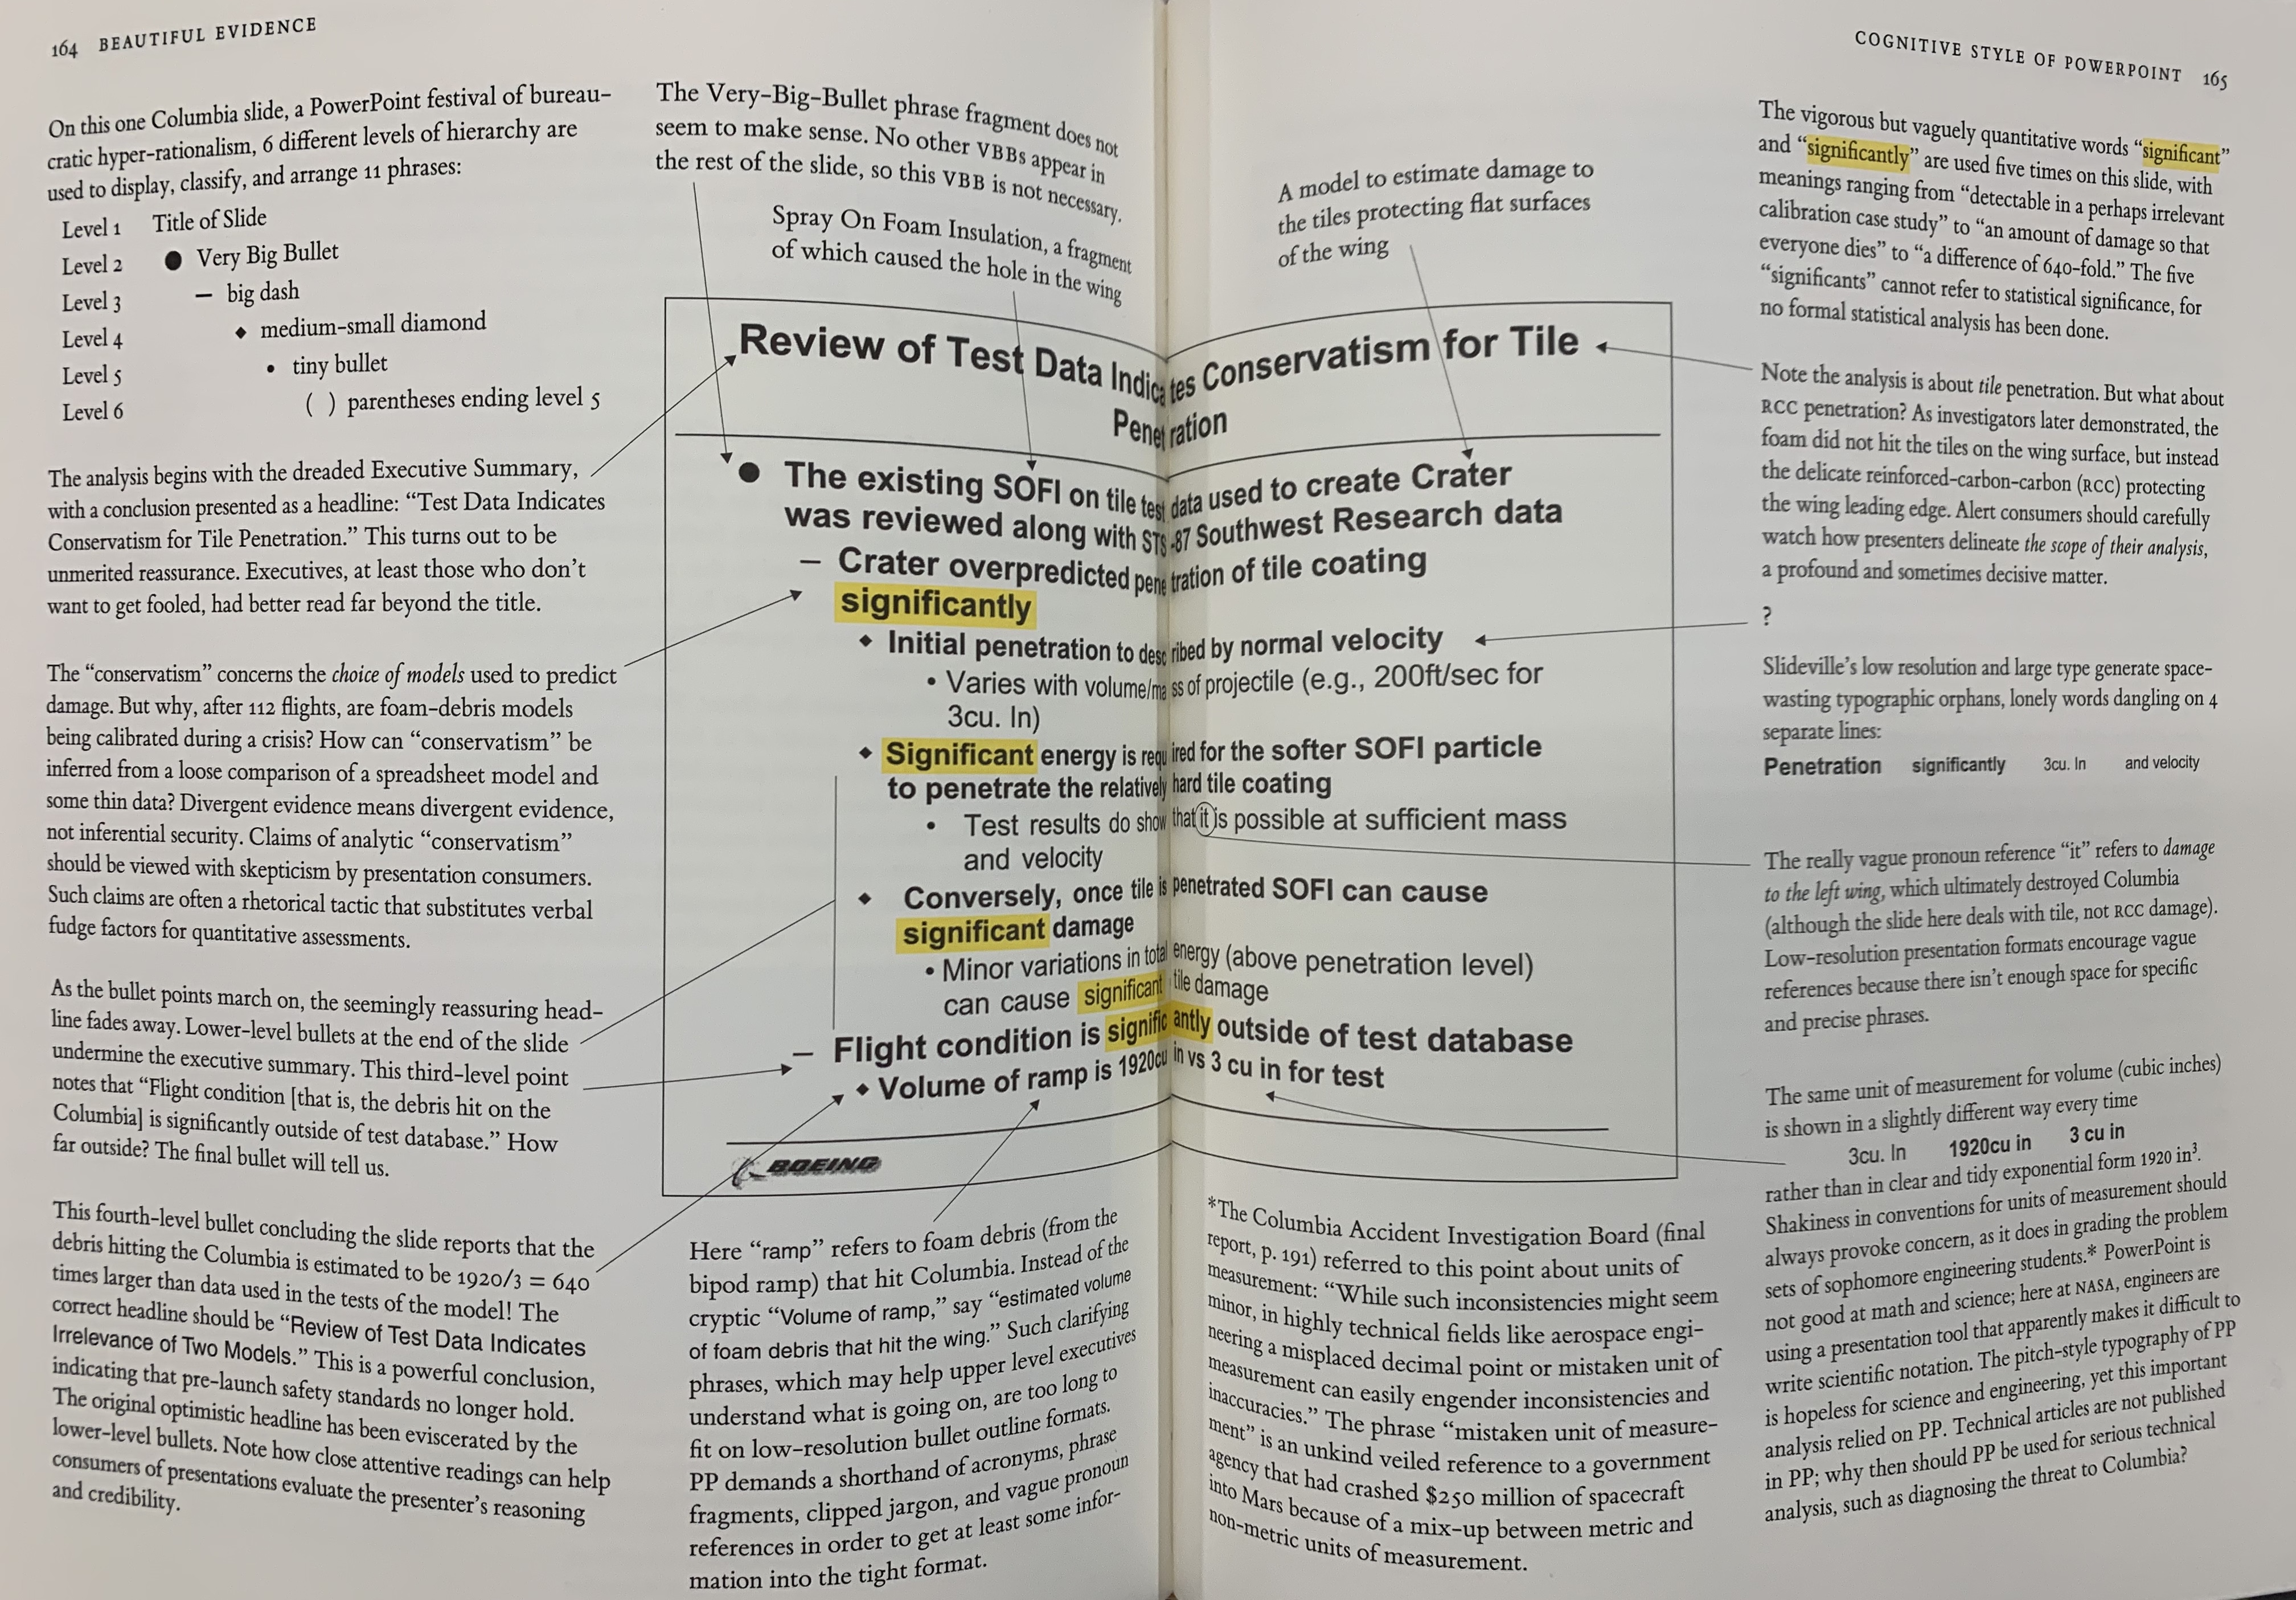 164 BEAUTIFUL EVIDENCE
On this one Columbia slide, a PowerPoint festival of bureau-
cratic hyper-rationalism, 6 different levels of hierarchy are
used to display, classify, and arrange 11 phrases:
Level 1 Title of Slide
Level 2 ● Very Big Bullet
Level 3 – big dash
Level 4 ◆ medium-small diamond
Level 5 • tiny bullet
Level 6 ( ) parentheses ending level 5
The analysis begins with the dreaded Executive Summary,
with a conclusion presented as a headline: “Test Data Indicates
Conservatism for Tile Penetration.” This turns out to be
unmerited reassurance. Executives, at least those who don’t
want to get fooled, had better read far beyond the title.
The “conservatism” concerns the choice of models used to predict
damage. But why, after 112 flights, are foam-debris models
being calibrated during a crisis? How can “conservatism” be
inferred from a loose comparison of a spreadsheet model and
some thin data? Divergent evidence means divergent evidence,
not inferential security. Claims of analytic “conservatism”
should be viewed with skepticism by presentation consumers.
Such claims are often a rhetorical tactic that substitutes verbal
fudge factors for quantitative assessments.
As the bullet points march on, the seemingly reassuring head-
line fades away. Lower-level bullets at the end of the slide
undermine the executive summary. This third-level point
notes that “Flight condition [that is, the debris hit on the
Columbia] is significantly outside of test database.” How
far outside? The final bullet will tell us.
This fourth-level bullet concluding the slide reports that the
debris hitting the Columbia is estimated to be 1920/3 = 640
times larger than data used in the tests of the model! The
correct headline should be “Review of Test Data Indicates
Irrelevance of Two Models.” This is a powerful conclusion,
indicating that pre-launch safety standards no longer hold.
The original optimistic headline has been eviscerated by the
lower-level bullets. Note how close attentive readings can help
consumers of presentations evaluate the presenter’s reasoning
and credibility.
The Very-Big-Bullet phrase fragment does not
seem to make sense. No other VBBs appear in
the rest of the slide, so this VBB is not necessary.
Spray On Foam Insulation, a fragment
of which caused the hole in the wing
A model to estimate damage to
the tiles protecting flat surfaces
of the wing
Review of Test Data Indicates Conservatism for Tile
Penetration
● The existing SOFI on tile test data used to create Crater
was reviewed along with STS-87 Southwest Research data
– Crater overpredicted penetration of tile coating
significantly
◆ Initial penetration to described by normal velocity
• Varies with volume/mass of projectile (e.g., 200ft/sec for
3cu. In)
◆ Significant energy is required for the softer SOFI particle
to penetrate the relatively hard tile coating
• Test results do show that it is possible at sufficient mass
and velocity
◆ Conversely, once tile is penetrated SOFI can cause
significant damage
• Minor variations in total energy (above penetration level)
can cause significant tile damage
– Flight condition is significantly outside of test database
◆ Volume of ramp is 1920cu in vs 3 cu in for test
BOEING
Here “ramp” refers to foam debris (from the
bipod ramp) that hit Columbia. Instead of the
cryptic “Volume of ramp,” say “estimated volume
of foam debris that hit the wing.” Such clarifying
phrases, which may help upper level executives
understand what is going on, are too long to
fit on low-resolution bullet outline formats.
PP demands a shorthand of acronyms, phrase
fragments, clipped jargon, and vague pronoun
references in order to get at least some infor-
mation into the tight format.
*The Columbia Accident Investigation Board (final
report, p. 191) referred to this point about units of
measurement: “While such inconsistencies might seem
minor, in highly technical fields like aerospace engi-
neering a misplaced decimal point or mistaken unit of
measurement can easily engender inconsistencies and
inaccuracies.” The phrase “mistaken unit of measure-
ment” is an unkind veiled reference to a government
agency that had crashed $250 million of spacecraft
into Mars because of a mix-up between metric and
non-metric units of measurement.
COGNITIVE STYLE OF POWERPOINT 165
The vigorous but vaguely quantitative words “significant”
and “significantly” are used five times on this slide, with
meanings ranging from “detectable in a perhaps irrelevant
calibration case study” to “an amount of damage so that
everyone dies” to “a difference of 640-fold.” The five
“significants” cannot refer to statistical significance, for
no formal statistical analysis has been done.
Note the analysis is about tile penetration. But what about
RCC penetration? As investigators later demonstrated, the
foam did not hit the tiles on the wing surface, but instead
the delicate reinforced-carbon-carbon (RCC) protecting
the wing leading edge. Alert consumers should carefully
watch how presenters delineate the scope of their analysis,
a profound and sometimes decisive matter.
?
Slideville’s low resolution and large type generate space-
wasting typographic orphans, lonely words dangling on 4
separate lines:
Penetration significantly 3cu. In and velocity
The really vague pronoun reference “it” refers to damage
to the left wing, which ultimately destroyed Columbia
(although the slide here deals with tile, not RCC damage).
Low-resolution presentation formats encourage vague
references because there isn’t enough space for specific
and precise phrases.
The same unit of measurement for volume (cubic inches)
is shown in a slightly different way every time
3cu. In 1920cu in 3 cu in
rather than in clear and tidy exponential form 1920 in³.
Shakiness in conventions for units of measurement should
always provoke concern, as it does in grading the problem
sets of sophomore engineering students.* PowerPoint is
not good at math and science; here at NASA, engineers are
using a presentation tool that apparently makes it difficult to
write scientific notation. The pitch-style typography of PP
is hopeless for science and engineering, yet this important
analysis relied on PP. Technical articles are not published
in PP; why then should PP be used for serious technical
analysis, such as diagnosing the threat to Columbia?